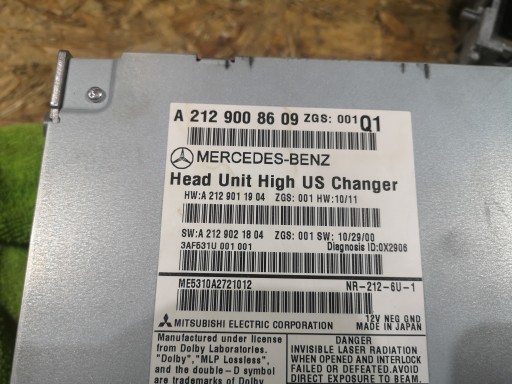 A 212 900 86 09 ZGS: 001 Q1
MERCEDES-BENZ
Head Unit High US Changer
HW:A 212 901 19 04 ZGS: 001 HW:10/11
SW:A 212 902 18 04 ZGS: 001 SW: 10/29/00
3AF531U 001 001 Diagnosis ID:0X2906
ME5310A2721012 NR-212-6U-1
MITSUBISHI ELECTRIC CORPORATION
12V NEG GND
MADE IN JAPAN
Manufactured under license
from Dolby Laboratories.
"Dolby", "MLP Lossless",
and the double-D symbol
are trademarks of Dolby
DANGER
INVISIBLE LASER RADIATION
WHEN OPENED AND INTERLOCK
FAILED OR DEFEATED. AVOID
DIRECT EXPOSURE TO BEAM.